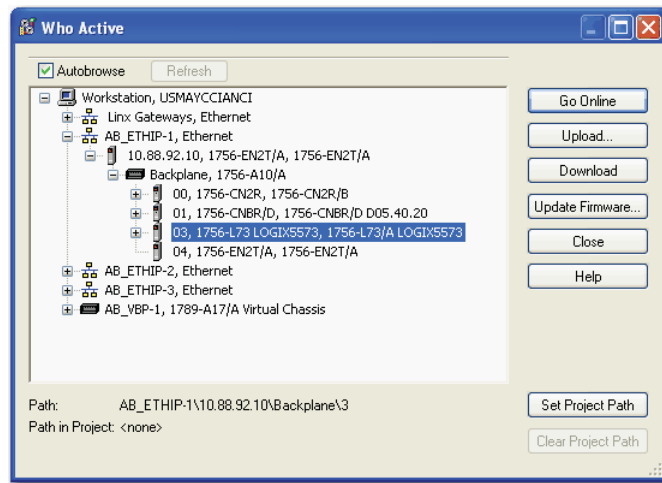 Who Active
Autobrowse
Refresh
Workstation, USMAYCCIANCI
Linx Gateways, Ethernet
AB_ETHIP-1, Ethernet
10.88.92.10, 1756-EN2T/A, 1756-EN2T/A
Backplane, 1756-A10/A
00, 1756-CN2R, 1756-CN2R/B
01, 1756-CNBR/D, 1756-CNBR/D D05.40.20
03, 1756-L73 LOGIX5573, 1756-L73/A LOGIX5573
04, 1756-EN2T/A, 1756-EN2T/A
AB_ETHIP-2, Ethernet
AB_ETHIP-3, Ethernet
AB_VBP-1, 1789-A17/A Virtual Chassis
Go Online
Upload...
Download
Update Firmware...
Close
Help
Path: AB_ETHIP-1\10.88.92.10\Backplane\3
Path in Project: <none>
Set Project Path
Clear Project Path